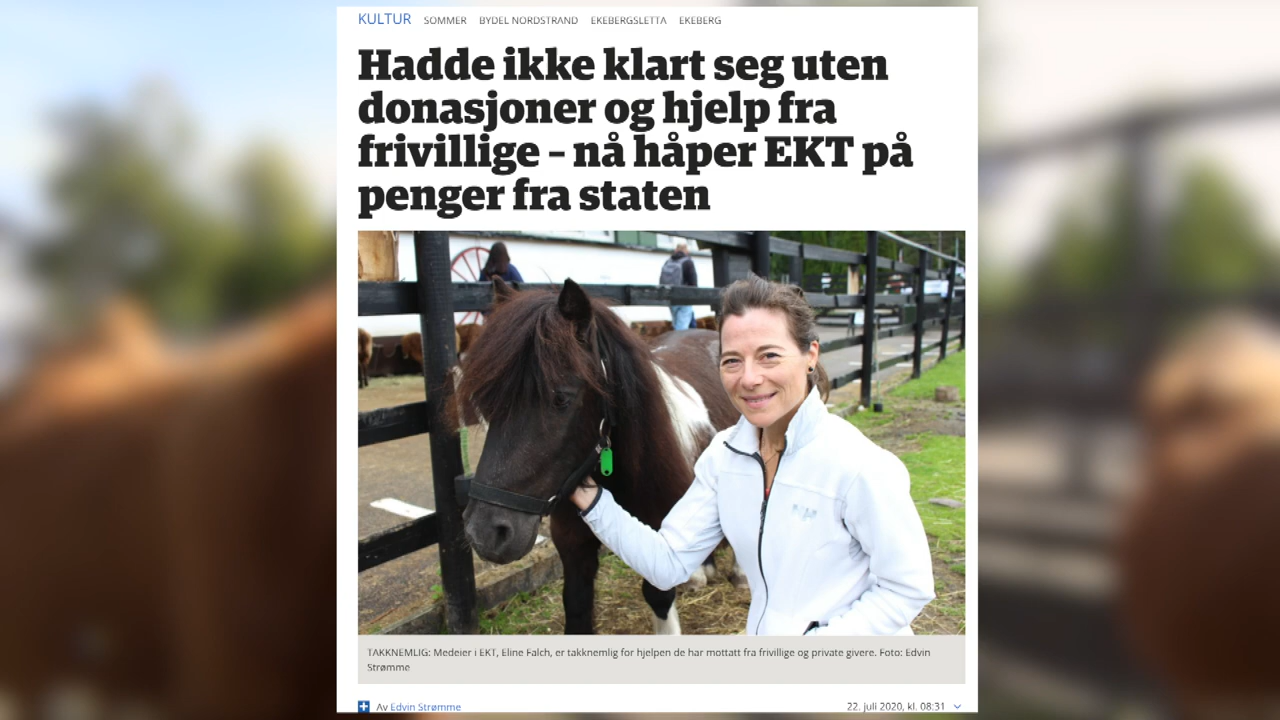 KULTUR SOMMER BYDEL NORDSTRAND EKEBERGSLETTA EKEBERG
Hadde ikke klart seg uten
donasjoner og hjelp fra
frivillige – nå håper EKT på
penger fra staten
TAKKNEMLIG: Medeier i EKT, Eline Falch, er takknemlig for hjelpen de har mottatt fra frivillige og private givere. Foto: Edvin
Strømme
Av Edvin Strømme 22. juli 2020, kl. 08:31